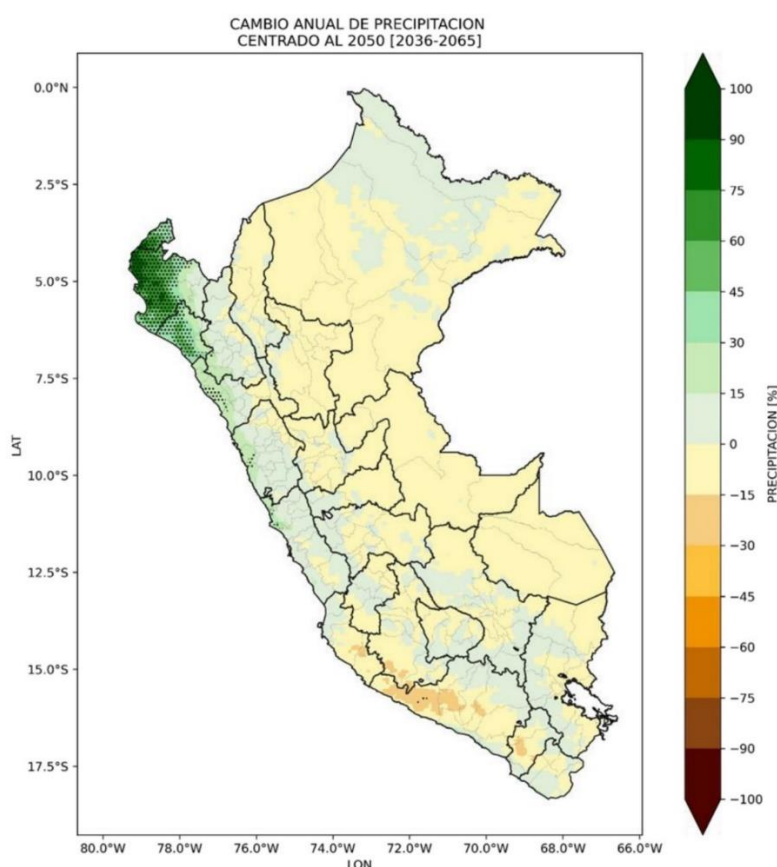 CAMBIO ANUAL DE PRECIPITACION
CENTRADO AL 2050 [2036-2065]
0.0°N
2.5°S
5.0°S
7.5°S
10.0°S
12.5°S
15.0°S
17.5°S
LAT
80.0°W 78.0°W 76.0°W 74.0°W 72.0°W 70.0°W 68.0°W 66.0°W
LON
100
90
75
60
45
30
15
0
−15
−30
−45
−60
−75
−90
−100
PRECIPITACION [%]